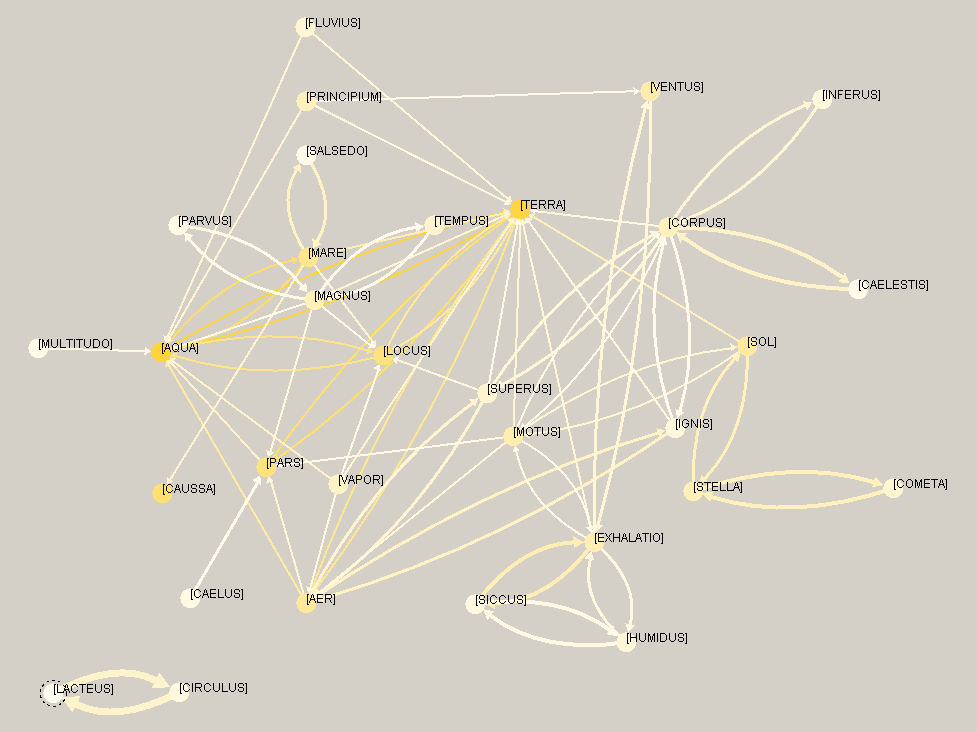 [FLUVIUS]
[VENTUS]
[PRINCIPIUM]
[INFERUS]
[SALSEDO]
[TERRA]
[PARVUS]
[TEMPUS]
[CORPUS]
[MARE]
[CAELESTIS]
[MAGNUS]
[MULTITUDO]
[AQUA]
[LOCUS]
[SOL]
[SUPERUS]
[IGNIS]
[MOTUS]
[PARS]
[VAPOR]
[CAUSSA]
[STELLA]
[COMETA]
[EXHALATIO]
[CAELUS]
[AER]
[SICCUS]
[HUMIDUS]
[LACTEUS]
[CIRCULUS]